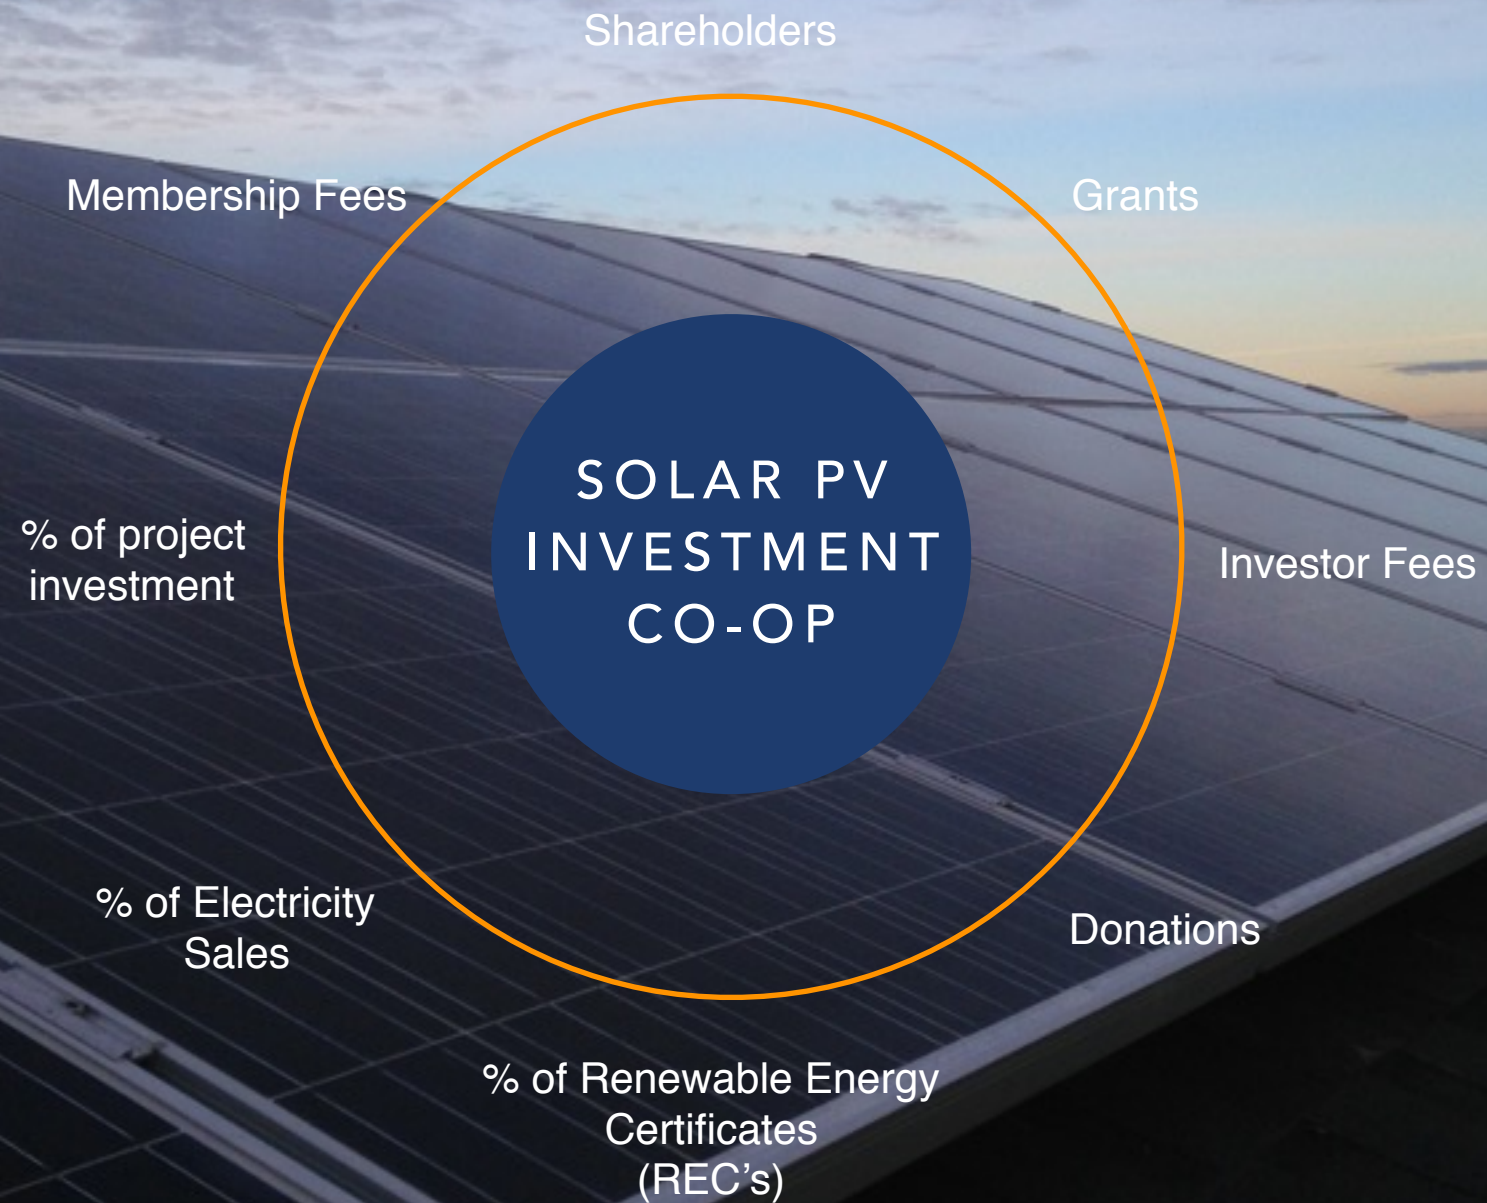 Shareholders
Membership Fees
Grants
SOLAR PV
INVESTMENT
CO-OP
% of project
investment
Investor Fees
% of Electricity
Sales
Donations
% of Renewable Energy
Certificates
(REC’s)